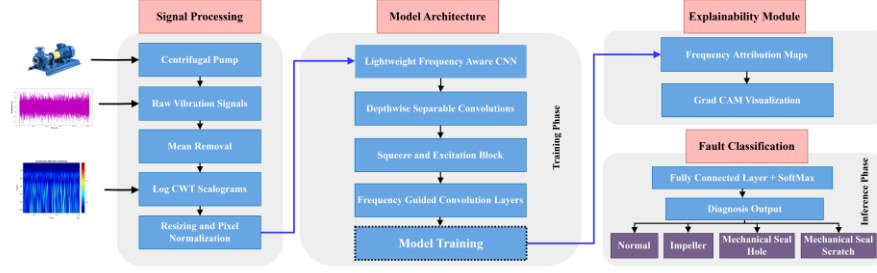 Signal Processing
Centrifugal Pump
Raw Vibration Signals
Mean Removal
Log CWT Scalograms
Resizing and Pixel
Normalization
Model Architecture
Lightweight Frequency Aware CNN
Depthwise Separable Convolutions
Squeeze and Excitation Block
Frequency Guided Convolution Layers
Model Training
Training Phase
Explainability Module
Frequency Attribution Maps
Grad CAM Visualization
Fault Classification
Fully Connected Layer + SoftMax
Diagnosis Output
Normal
Impeller
Mechanical Seal
Hole
Mechanical Seal
Scratch
Inference Phase